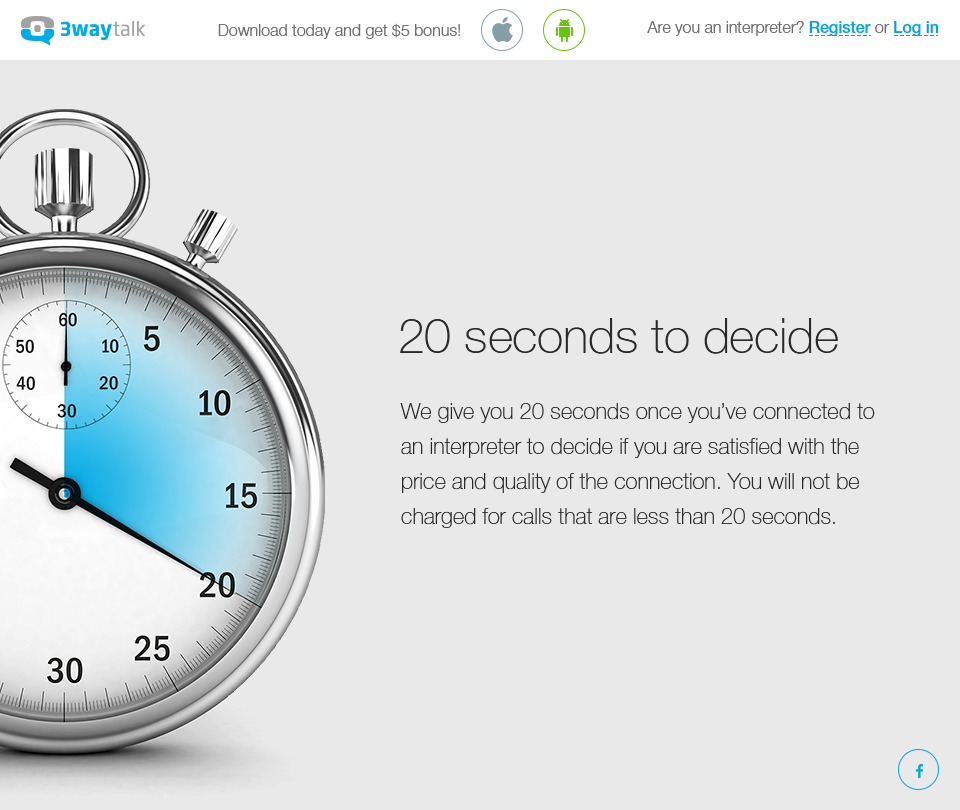 3waytalk
Download today and get $5 bonus!
Are you an interpreter? Register or Log in
60
50
10
40
20
30
5
10
15
20
25
30
20 seconds to decide
We give you 20 seconds once you've connected to
an interpreter to decide if you are satisfied with the
price and quality of the connection. You will not be
charged for calls that are less than 20 seconds.
f